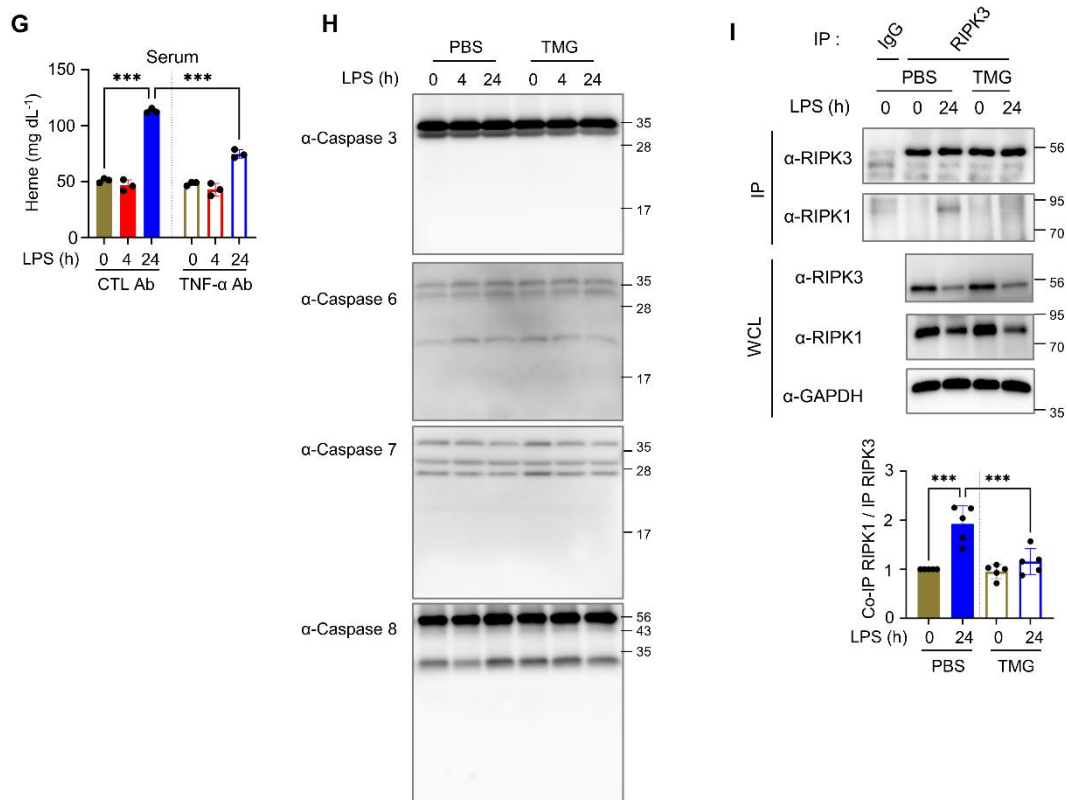 G
Serum
*** ***
150
100
50
0
Heme (mg dL⁻¹)
LPS (h) 0 4 24 0 4 24
CTL Ab TNF-α Ab
H
PBS TMG
LPS (h) 0 4 24 0 4 24
α-Caspase 3
35
28
17
α-Caspase 6
35
28
17
α-Caspase 7
35
28
17
α-Caspase 8
56
43
35
I
IP : IgG RIPK3
PBS TMG
LPS (h) 0 0 24 0 24
IP
α-RIPK3
56
α-RIPK1
95
70
WCL
α-RIPK3
56
α-RIPK1
95
70
α-GAPDH
35
*** ***
3
2
1
0
Co-IP RIPK1 / IP RIPK3
LPS (h) 0 24 0 24
PBS TMG